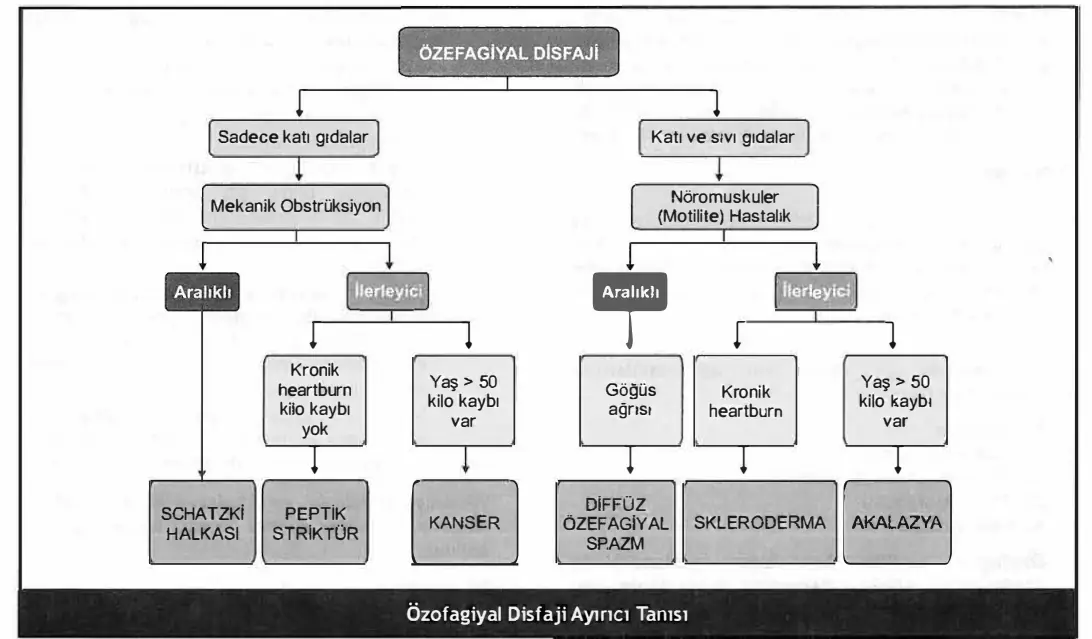 ÖZEFAGİYAL DİSFAJİ
Sadece katı gıdalar
Katı ve sıvı gıdalar
Mekanik Obstrüksiyon
Nöromuskuler
(Motilite) Hastalık
Aralıklı
İlerleyici
Aralıklı
İlerleyici
Kronik
heartburn
kilo kaybı
yok
Yaş > 50
kilo kaybı
var
Göğüs
ağrısı
Kronik
heartburn
Yaş > 50
kilo kaybı
var
SCHATZKİ
HALKASI
PEPTİK
STRİKTÜR
KANSER
DİFFÜZ
ÖZEFAGİYAL
SPAZM
SKLERODERMA
AKALAZYA
Özofagiyal Disfaji Ayırıcı Tanısı